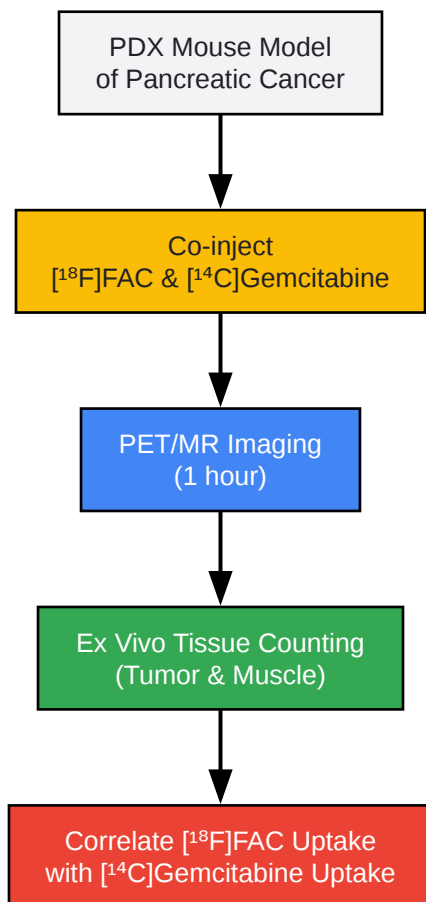 PDX Mouse Model
of Pancreatic Cancer
Co-inject
[¹⁸F]FAC & [¹⁴C]Gemcitabine
PET/MR Imaging
(1 hour)
Ex Vivo Tissue Counting
(Tumor & Muscle)
Correlate [¹⁸F]FAC Uptake
with [¹⁴C]Gemcitabine Uptake